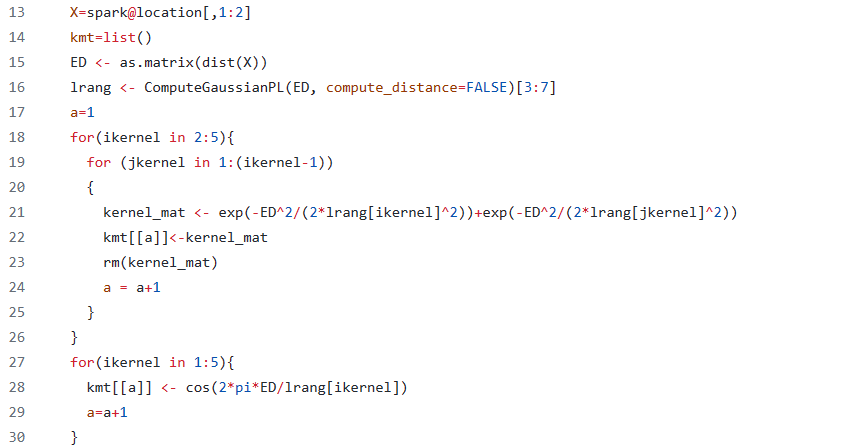 13 X=spark@location[,1:2]
14 kmt=list()
15 ED <- as.matrix(dist(X))
16 lrang <- ComputeGaussianPL(ED, compute_distance=FALSE)[3:7]
17 a=1
18 for(ikernel in 2:5){
19 for (jkernel in 1:(ikernel-1))
20 {
21 kernel_mat <- exp(-ED^2/(2*lrang[ikernel]^2))+exp(-ED^2/(2*lrang[jkernel]^2))
22 kmt[[a]]<-kernel_mat
23 rm(kernel_mat)
24 a = a+1
25 }
26 }
27 for(ikernel in 1:5){
28 kmt[[a]] <- cos(2*pi*ED/lrang[ikernel])
29 a=a+1
30 }